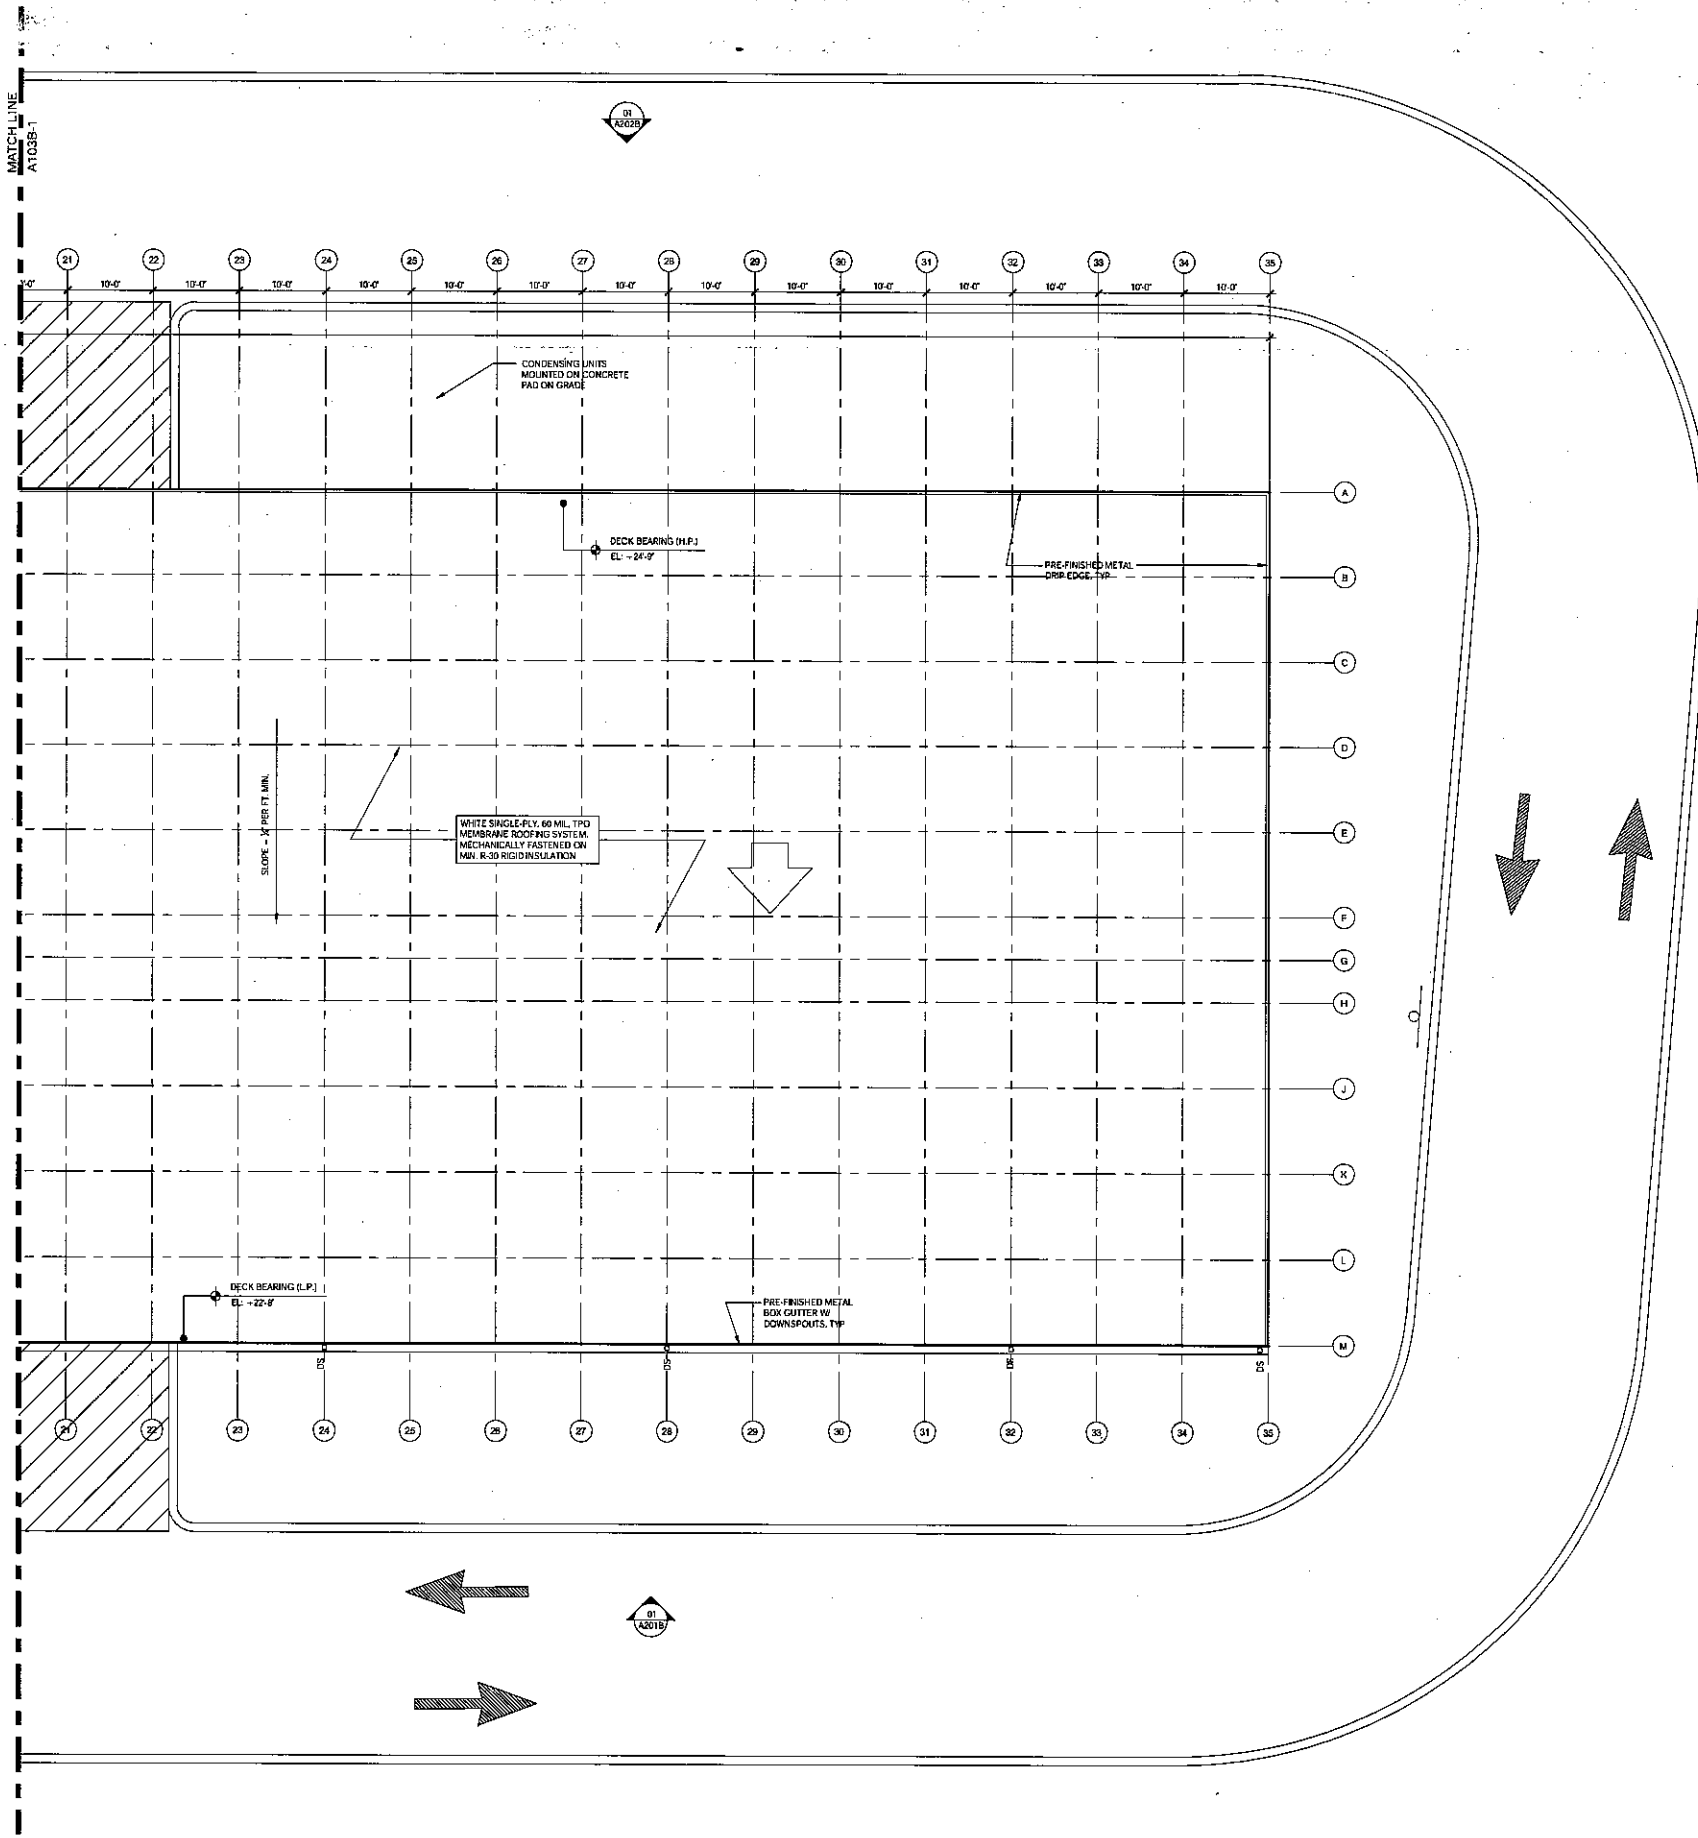 MATCH LINE
A103B-1
01
A202B
21 22 23 24 25 26 27 28 29 30 31 32 33 34 35
10'-0" 10'-0" 10'-0" 10'-0" 10'-0" 10'-0" 10'-0" 10'-0" 10'-0" 10'-0" 10'-0" 10'-0" 10'-0" 10'-0"
CONDENSING UNITS
MOUNTED ON CONCRETE
PAD ON GRADE
A
DECK BEARING (H.P.)
EL: +24'-9"
PRE-FINISHED METAL
DRIP EDGE, TYP
B
C
D
SLOPE = PER FT. MIN.
WHITE SINGLE-PLY, 60 MIL, TPO
MEMBRANE ROOFING SYSTEM.
MECHANICALLY FASTENED ON
MIN. R-30 RIGID INSULATION
E
F
G
H
J
K
L
DECK BEARING (L.P.)
EL: +22'-8"
PRE-FINISHED METAL
BOX GUTTER W/
DOWNSPOUTS, TYP
M
DS DS DS DS
21 22 23 24 25 26 27 28 29 30 31 32 33 34 35
01
A201B